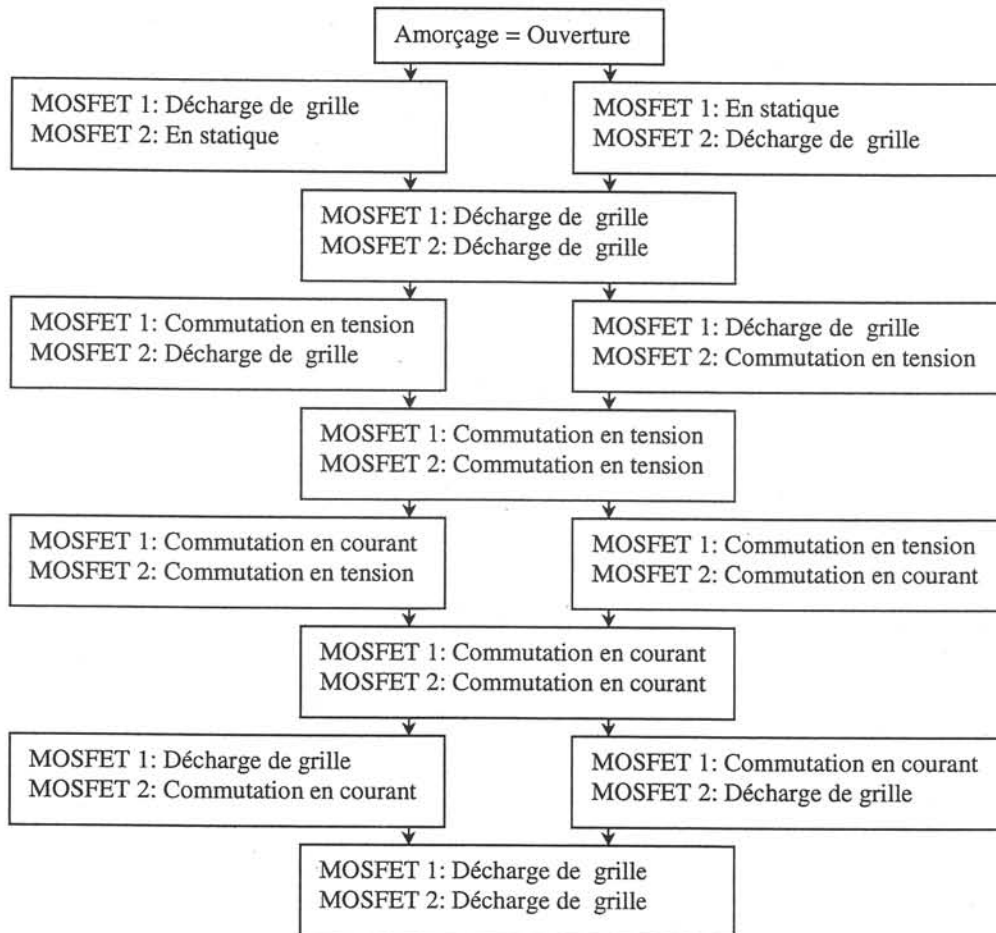 Amorçage = Ouverture
MOSFET 1: Décharge de grille
MOSFET 2: En statique
MOSFET 1: En statique
MOSFET 2: Décharge de grille
MOSFET 1: Décharge de grille
MOSFET 2: Décharge de grille
MOSFET 1: Commutation en tension
MOSFET 2: Décharge de grille
MOSFET 1: Décharge de grille
MOSFET 2: Commutation en tension
MOSFET 1: Commutation en tension
MOSFET 2: Commutation en tension
MOSFET 1: Commutation en courant
MOSFET 2: Commutation en tension
MOSFET 1: Commutation en tension
MOSFET 2: Commutation en courant
MOSFET 1: Commutation en courant
MOSFET 2: Commutation en courant
MOSFET 1: Décharge de grille
MOSFET 2: Commutation en courant
MOSFET 1: Commutation en courant
MOSFET 2: Décharge de grille
MOSFET 1: Décharge de grille
MOSFET 2: Décharge de grille